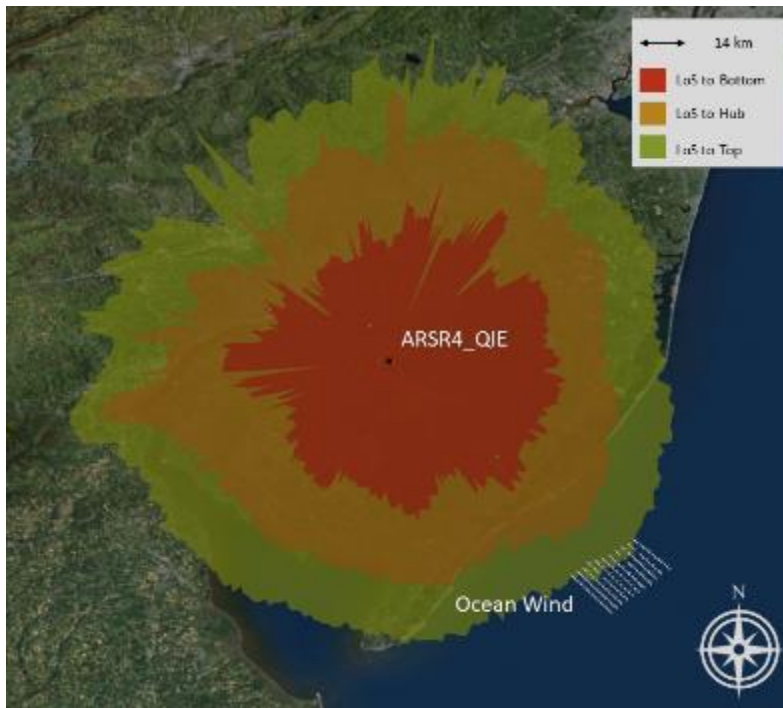 14 km
LoS to Bottom
LoS to Hub
LoS to Top
ARSR4_QIE
Ocean Wind
N